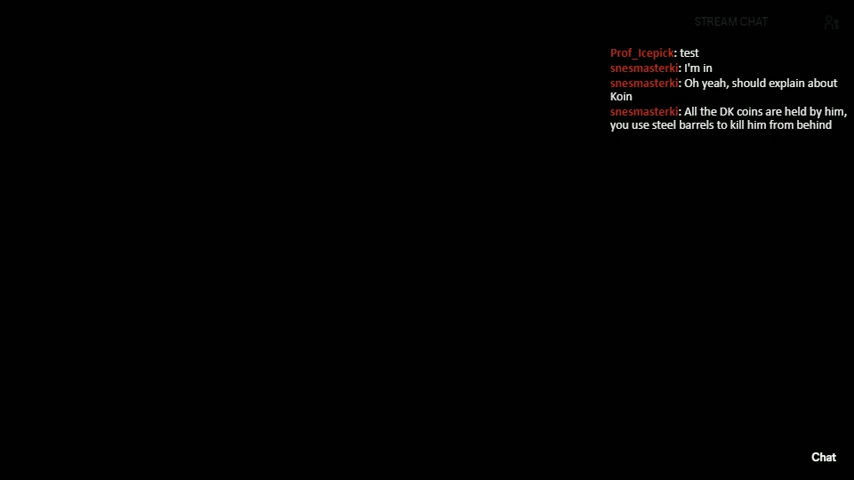 STREAM CHAT
Prof_Icepick: test
snesmasterki: I'm in
snesmasterki: Oh yeah, should explain about
Koin
snesmasterki: All the DK coins are held by him,
you use steel barrels to kill him from behind
Chat